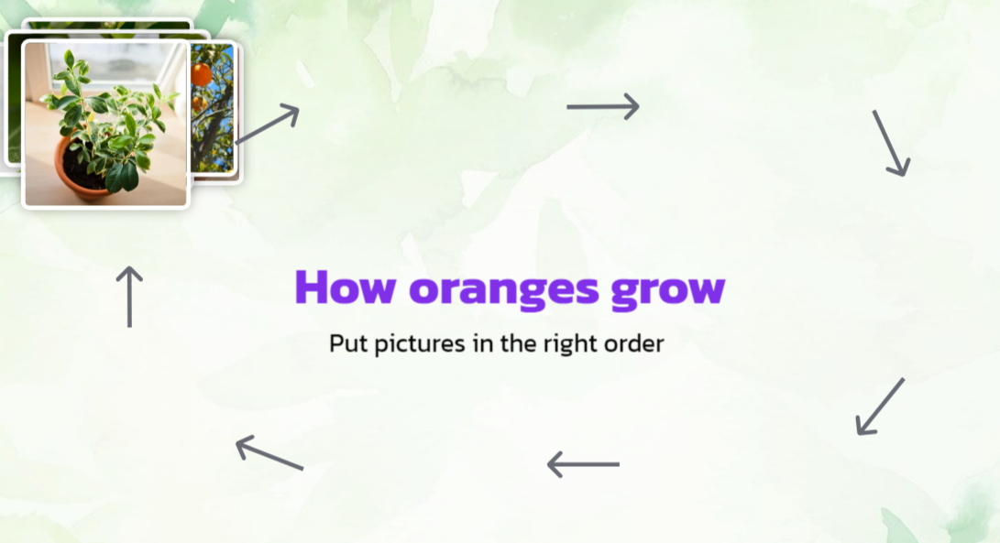 How oranges grow
Put pictures in the right order